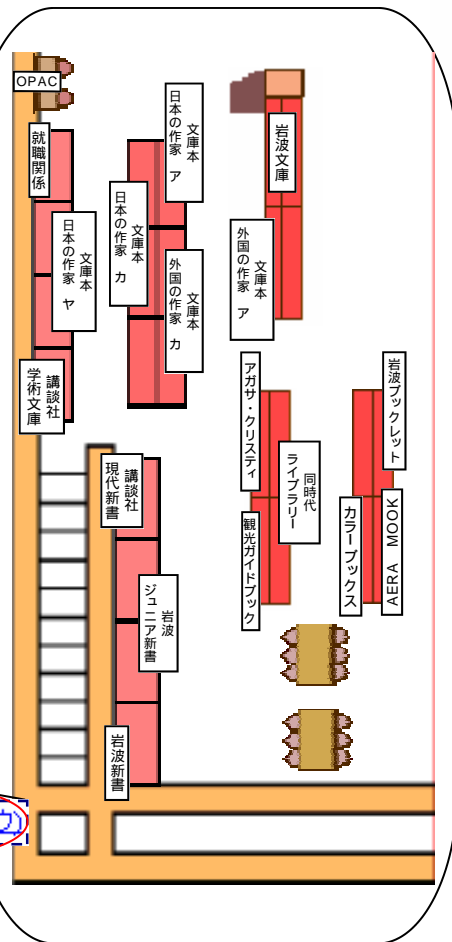 OPAC
就職関係
文庫本
日本の作家 ア
岩波文庫
文庫本
日本の作家 カ
文庫本
日本の作家 ヤ
文庫本
外国の作家 カ
文庫本
外国の作家 ア
講談社
学術文庫
アガサ・クリスティ
岩波ブックレット
同時代
ライブラリー
講談社
現代新書
観光ガイドブック
カラーブックス
AERA MOOK
岩波
ジュニア新書
岩波新書